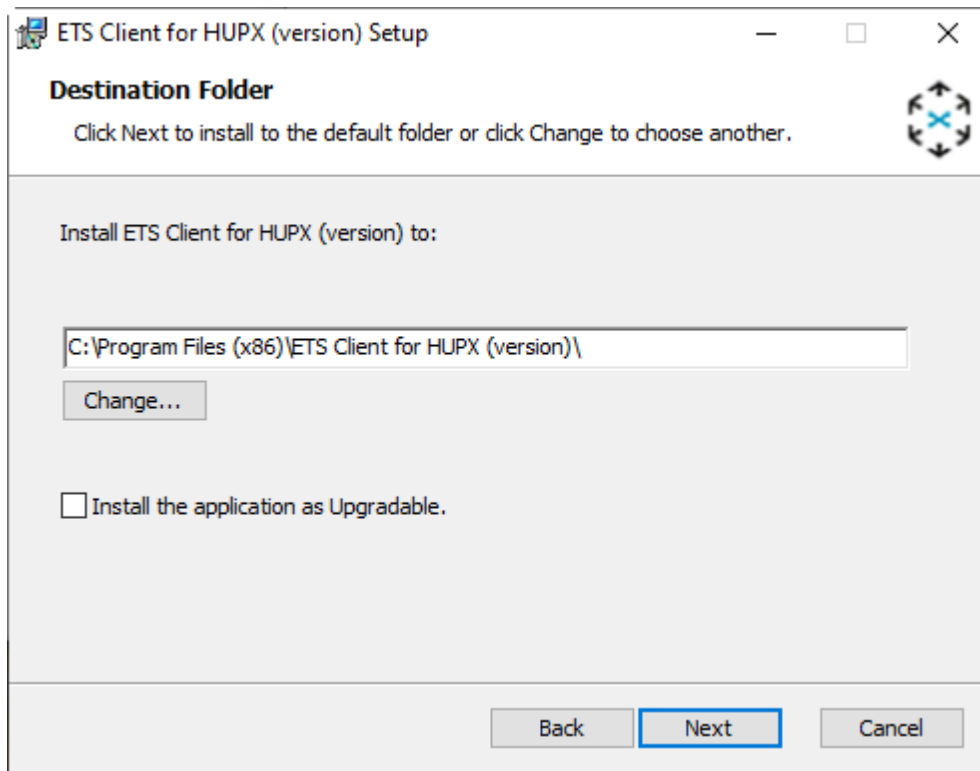 ETS Client for HUPX (version) Setup
Destination Folder
Click Next to install to the default folder or click Change to choose another.
Install ETS Client for HUPX (version) to:
C:\Program Files (x86)\ETS Client for HUPX (version)\
Change...
Install the application as Upgradable.
Back Next Cancel